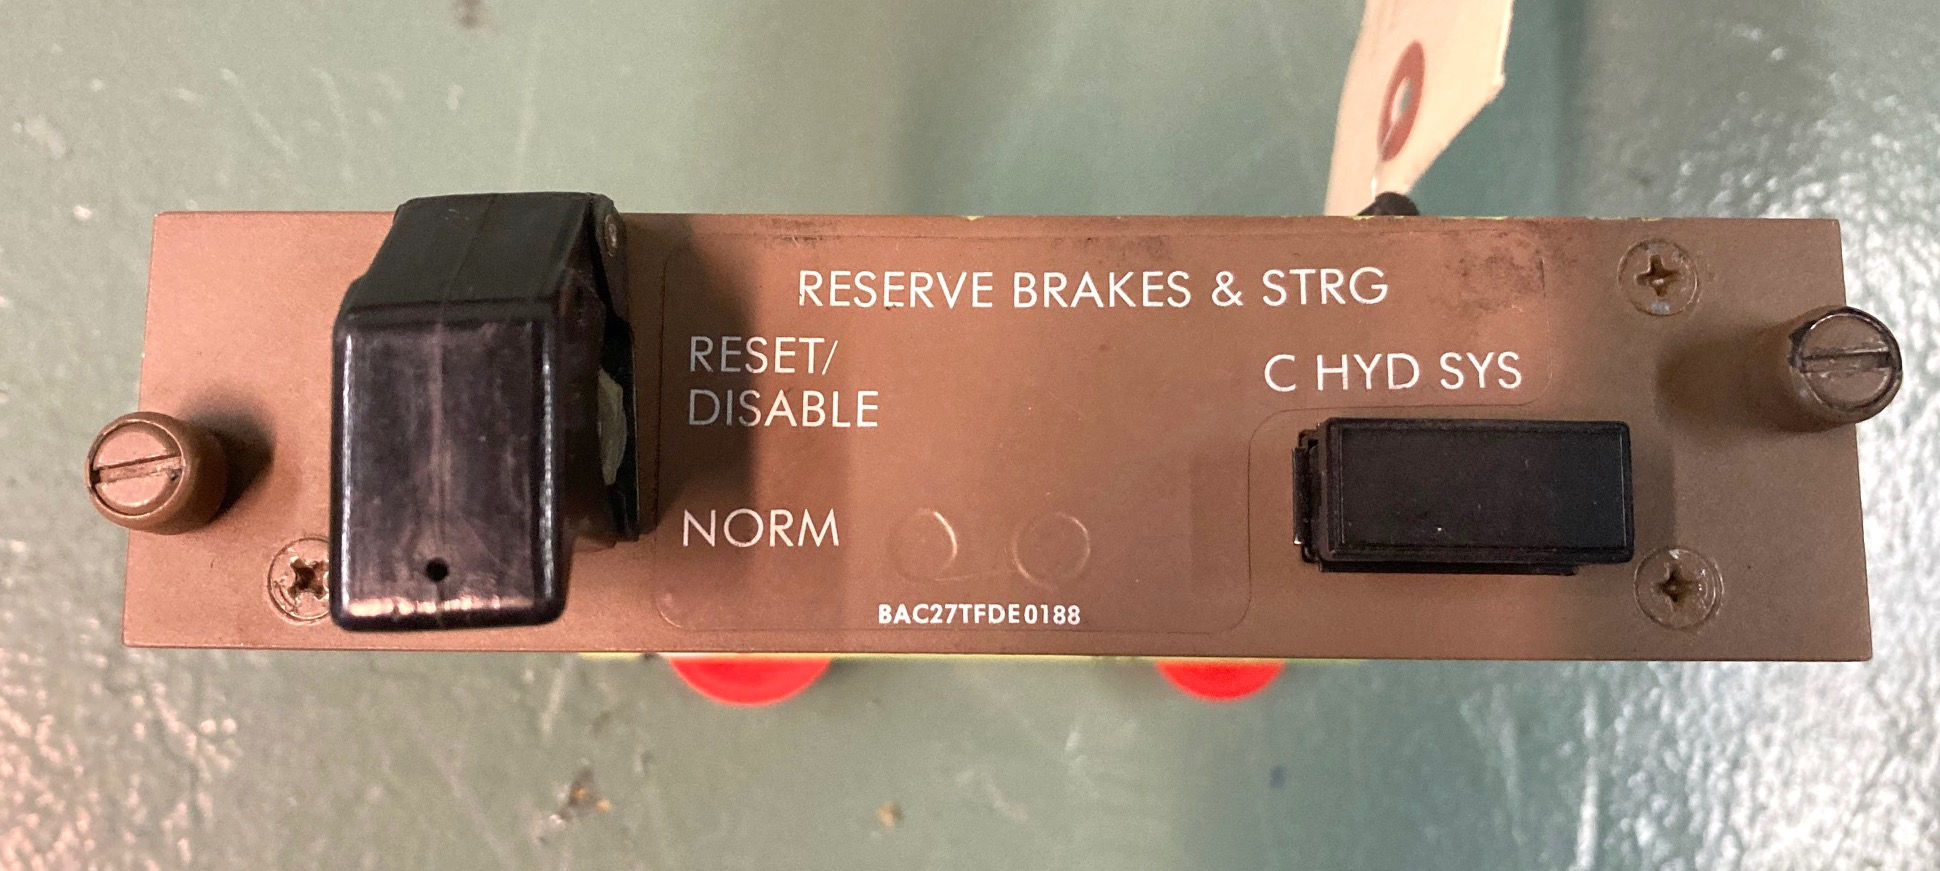 RESERVE BRAKES & STRG
RESET/
DISABLE
C HYD SYS
NORM
BAC27TFDE0188